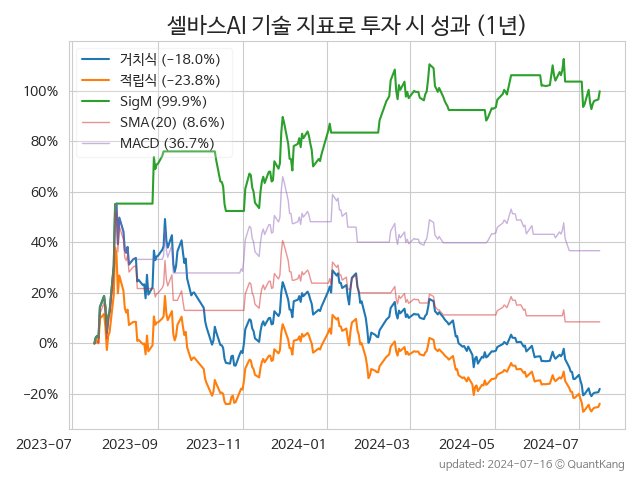 셀바스AI 기술 지표로 투자 시 성과 (1년)
거치식 (−18.0%)
적립식 (−23.8%)
SigM (99.9%)
SMA(20) (8.6%)
MACD (36.7%)
100%
80%
60%
40%
20%
0%
−20%
2023-07 2023-09 2023-11 2024-01 2024-03 2024-05 2024-07
updated: 2024-07-16 © QuantKang